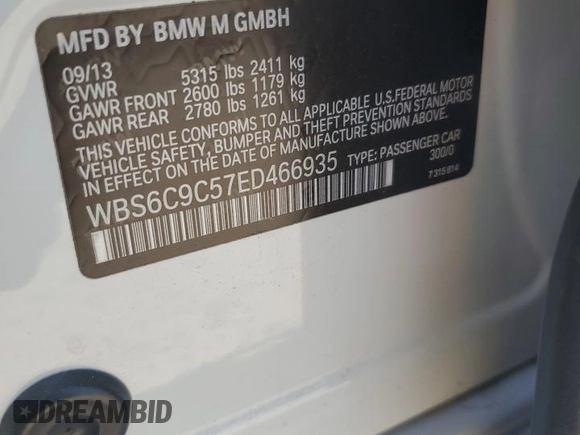 MFD BY BMW M GMBH
09/13
GVWR 5315 lbs 2411 kg
GAWR FRONT 2600 lbs 1179 kg
GAWR REAR 2780 lbs 1261 kg
THIS VEHICLE CONFORMS TO ALL APPLICABLE U.S.FEDERAL MOTOR
VEHICLE SAFETY, BUMPER AND THEFT PREVENTION STANDARDS
IN EFFECT ON THE DATE OF MANUFACTURE SHOWN ABOVE.
WBS6C9C57ED466935 TYPE: PASSENGER CAR
300/0
7315914
DREAMBID